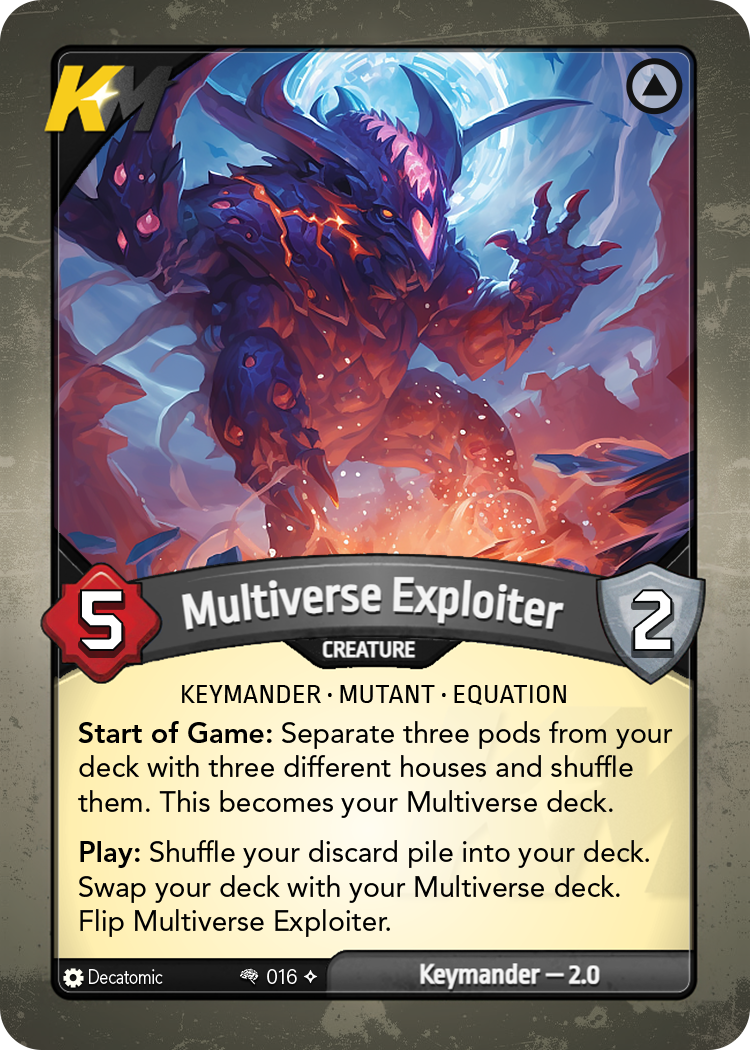 KM
5
Multiverse Exploiter
2
CREATURE
KEYMANDER · MUTANT · EQUATION
Start of Game: Separate three pods from your
deck with three different houses and shuffle
them. This becomes your Multiverse deck.
Play: Shuffle your discard pile into your deck.
Swap your deck with your Multiverse deck.
Flip Multiverse Exploiter.
Decatomic
016
Keymander — 2.0